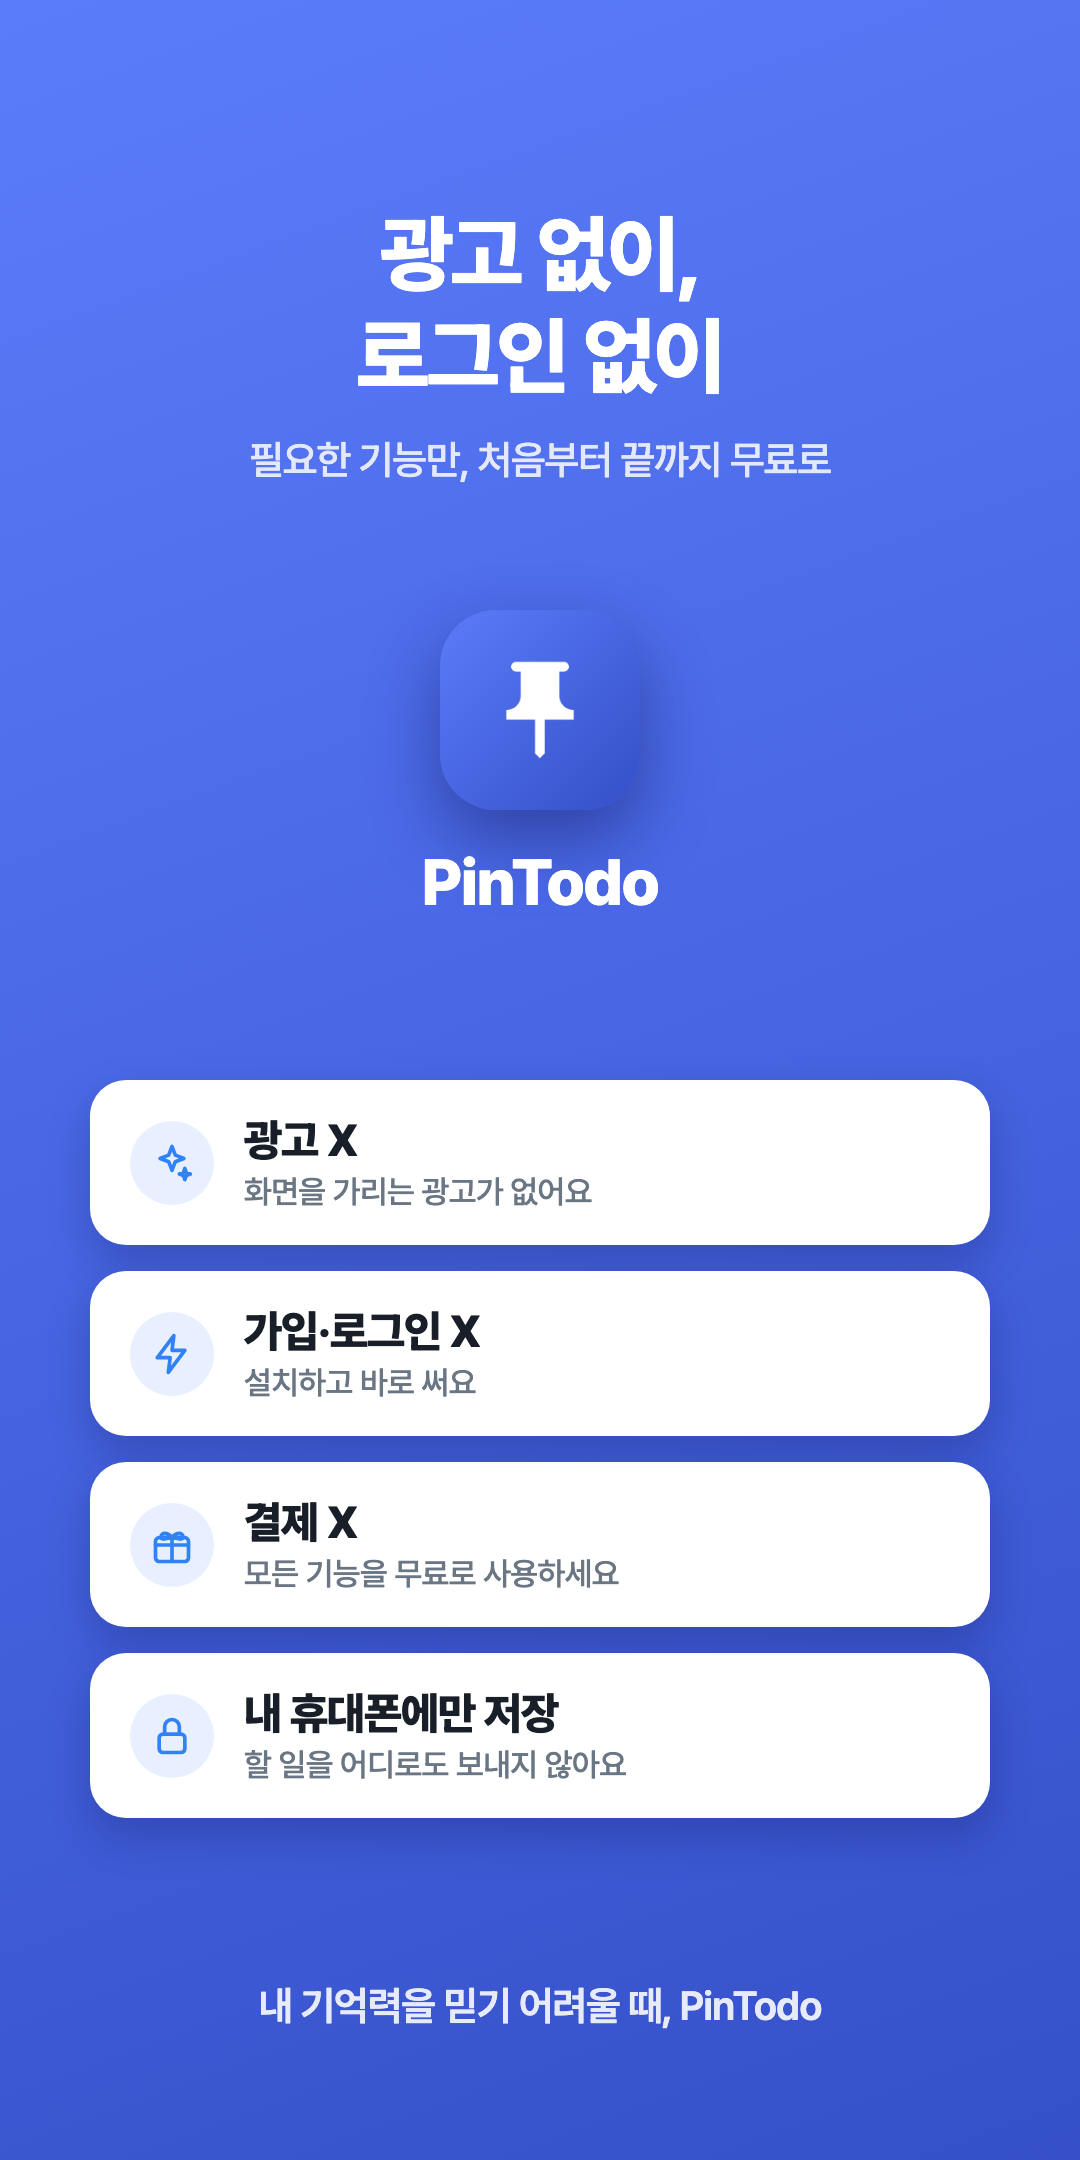 광고 없이,
로그인 없이
필요한 기능만, 처음부터 끝까지 무료로
PinTodo
광고 X
화면을 가리는 광고가 없어요
가입·로그인 X
설치하고 바로 써요
결제 X
모든 기능을 무료로 사용하세요
내 휴대폰에만 저장
할 일을 어디로도 보내지 않아요
내 기억력을 믿기 어려울 때, PinTodo